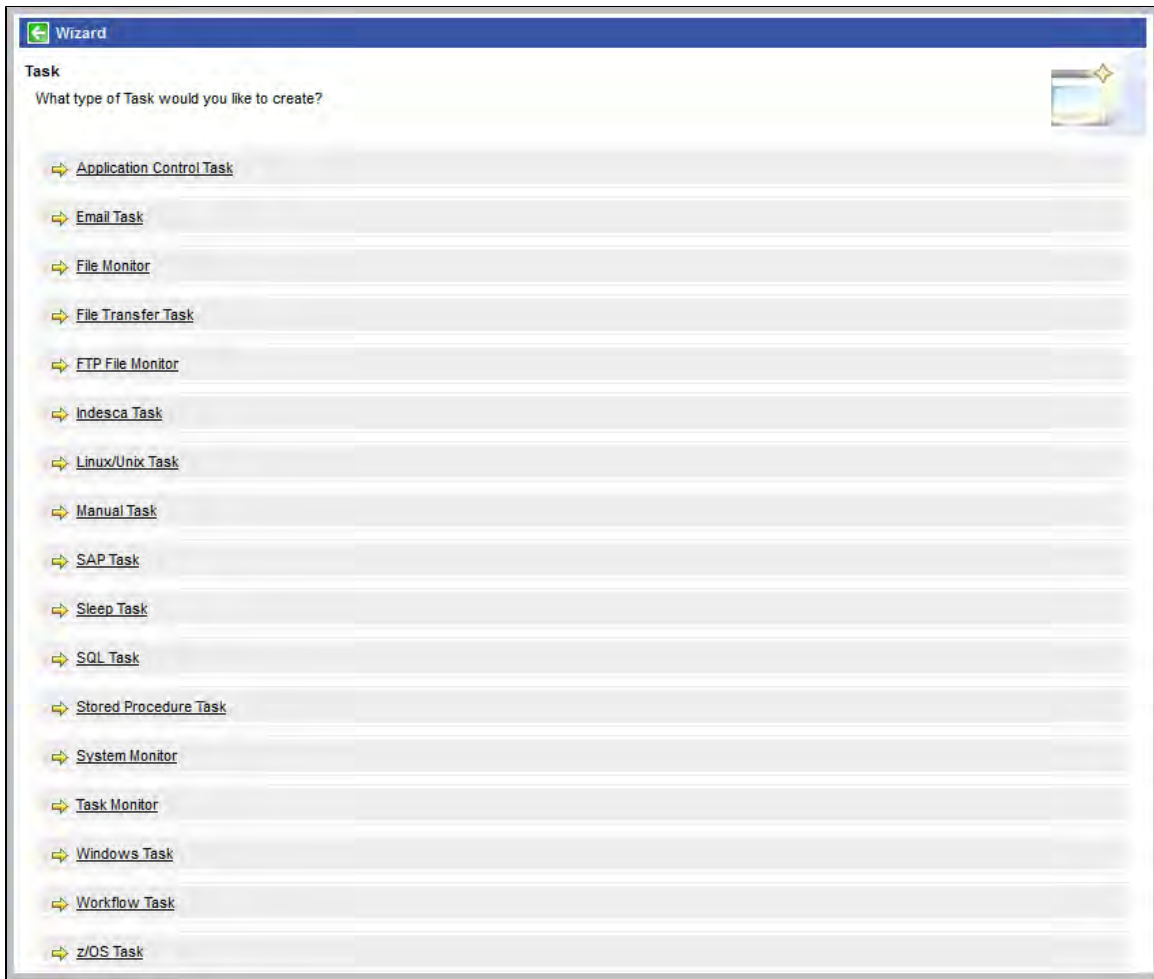 Wizard
Task
What type of Task would you like to create?
Application Control Task
Email Task
File Monitor
File Transfer Task
FTP File Monitor
Indesca Task
Linux/Unix Task
Manual Task
SAP Task
Sleep Task
SQL Task
Stored Procedure Task
System Monitor
Task Monitor
Windows Task
Workflow Task
z/OS Task